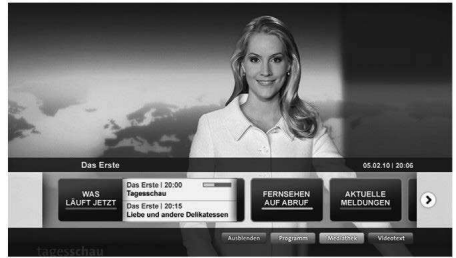 Das Erste
05.02.10 | 20:06
WAS
LÄUFT JETZT
Das Erste | 20:00
Tagesschau
Das Erste | 20:15
Liebe und andere Delikatessen
FERNSEHEN
AUF ABRUF
AKTUELLE
MELDUNGEN
Ausblenden
Programm
Mediathek
Videotext
tagesschau